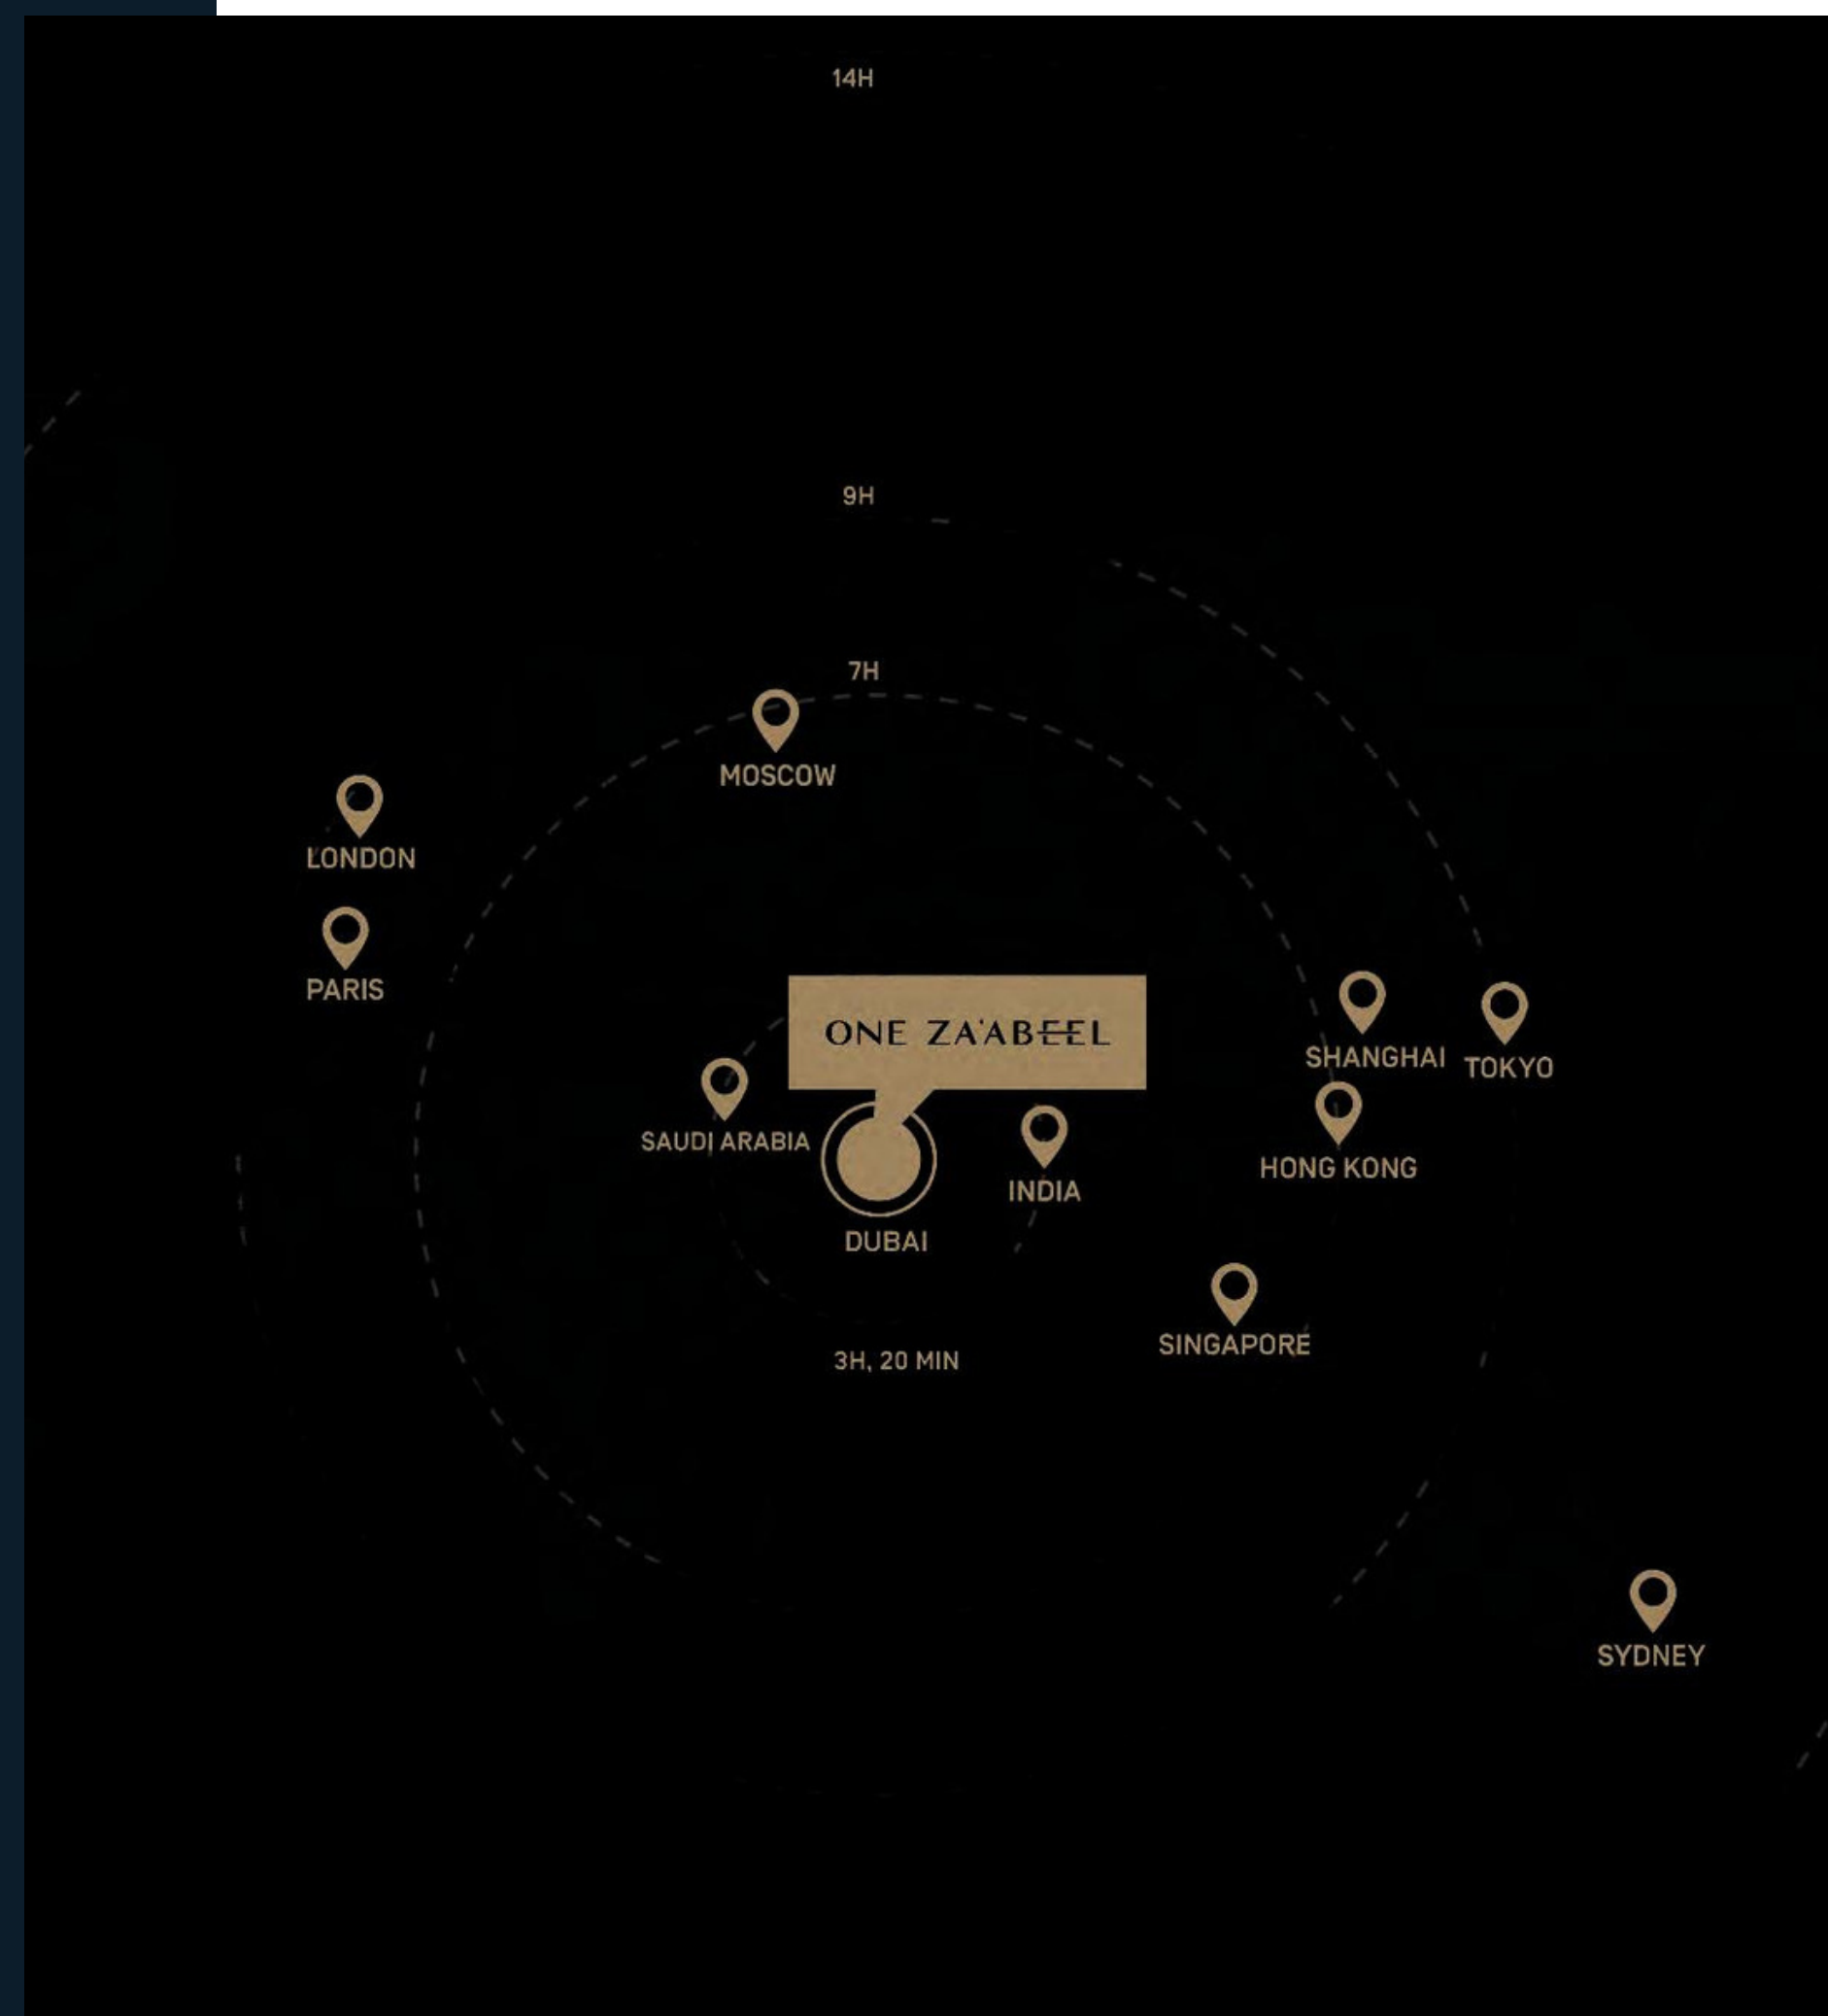 14H
9H
7H
MOSCOW
LONDON
PARIS
ONE ZA'ABEEL
SHANGHAI
TOKYO
SAUDI ARABIA
HONG KONG
INDIA
DUBAI
SINGAPORE
3H, 20 MIN
SYDNEY